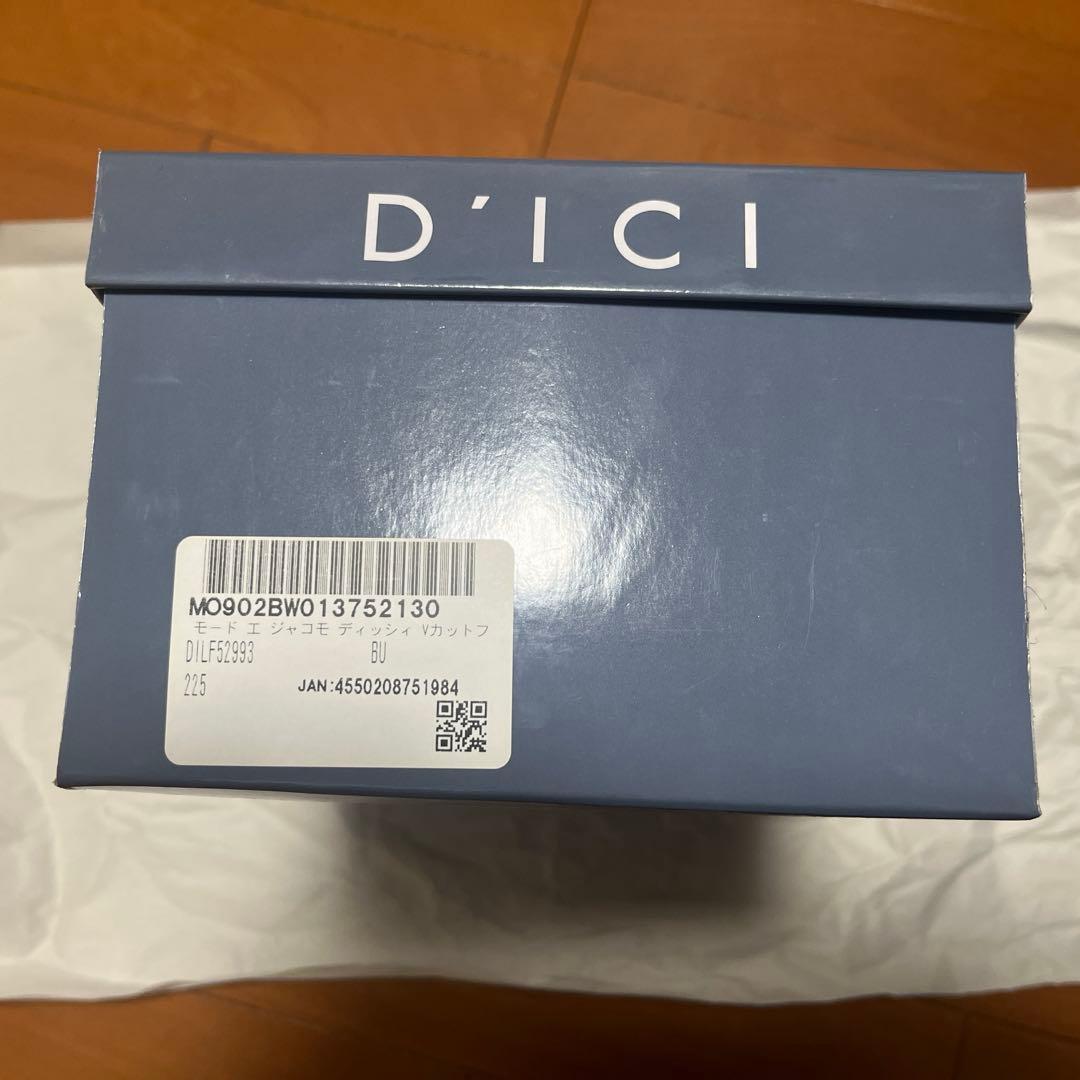 D'ICI
MO902BW013752130
モード エ ジャコモ ディッシィ Vカットフ
DILF52993 BU
225 JAN:4550208751984